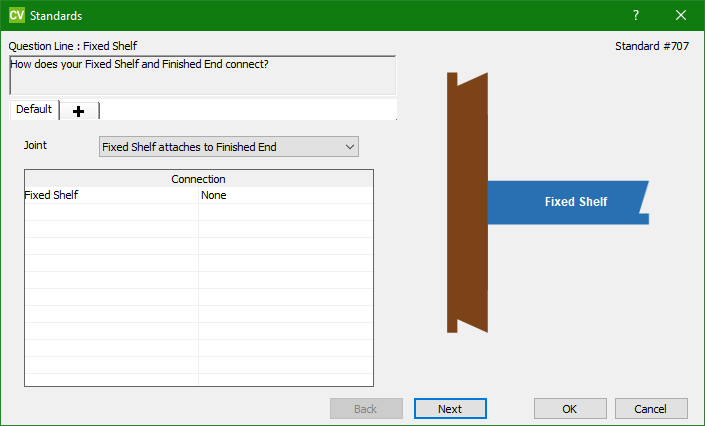 CV Standards
Question Line : Fixed Shelf
Standard #707
How does your Fixed Shelf and Finished End connect?
Default
Joint
Fixed Shelf attaches to Finished End
Connection
Fixed Shelf None
Fixed Shelf
Back
Next
OK
Cancel